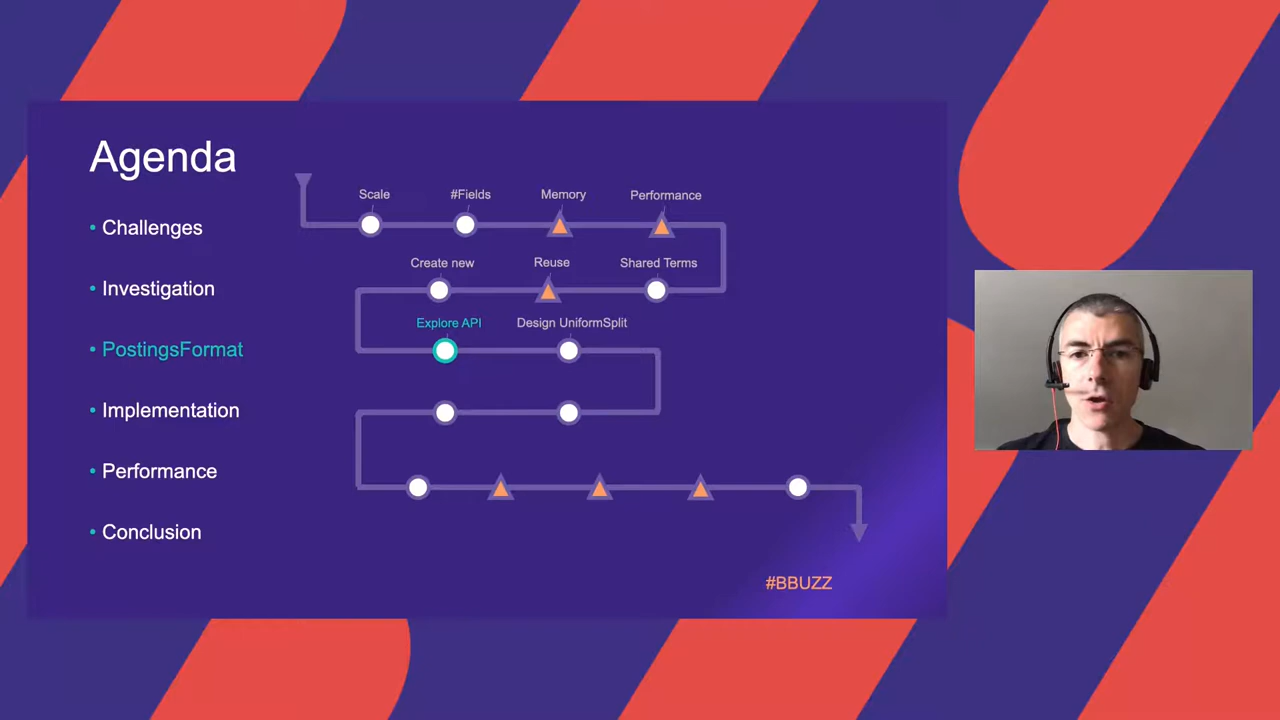 Agenda
• Challenges
• Investigation
• PostingsFormat
• Implementation
• Performance
• Conclusion
Scale #Fields Memory Performance
Create new Reuse Shared Terms
Explore API Design UniformSplit
#BBUZZ